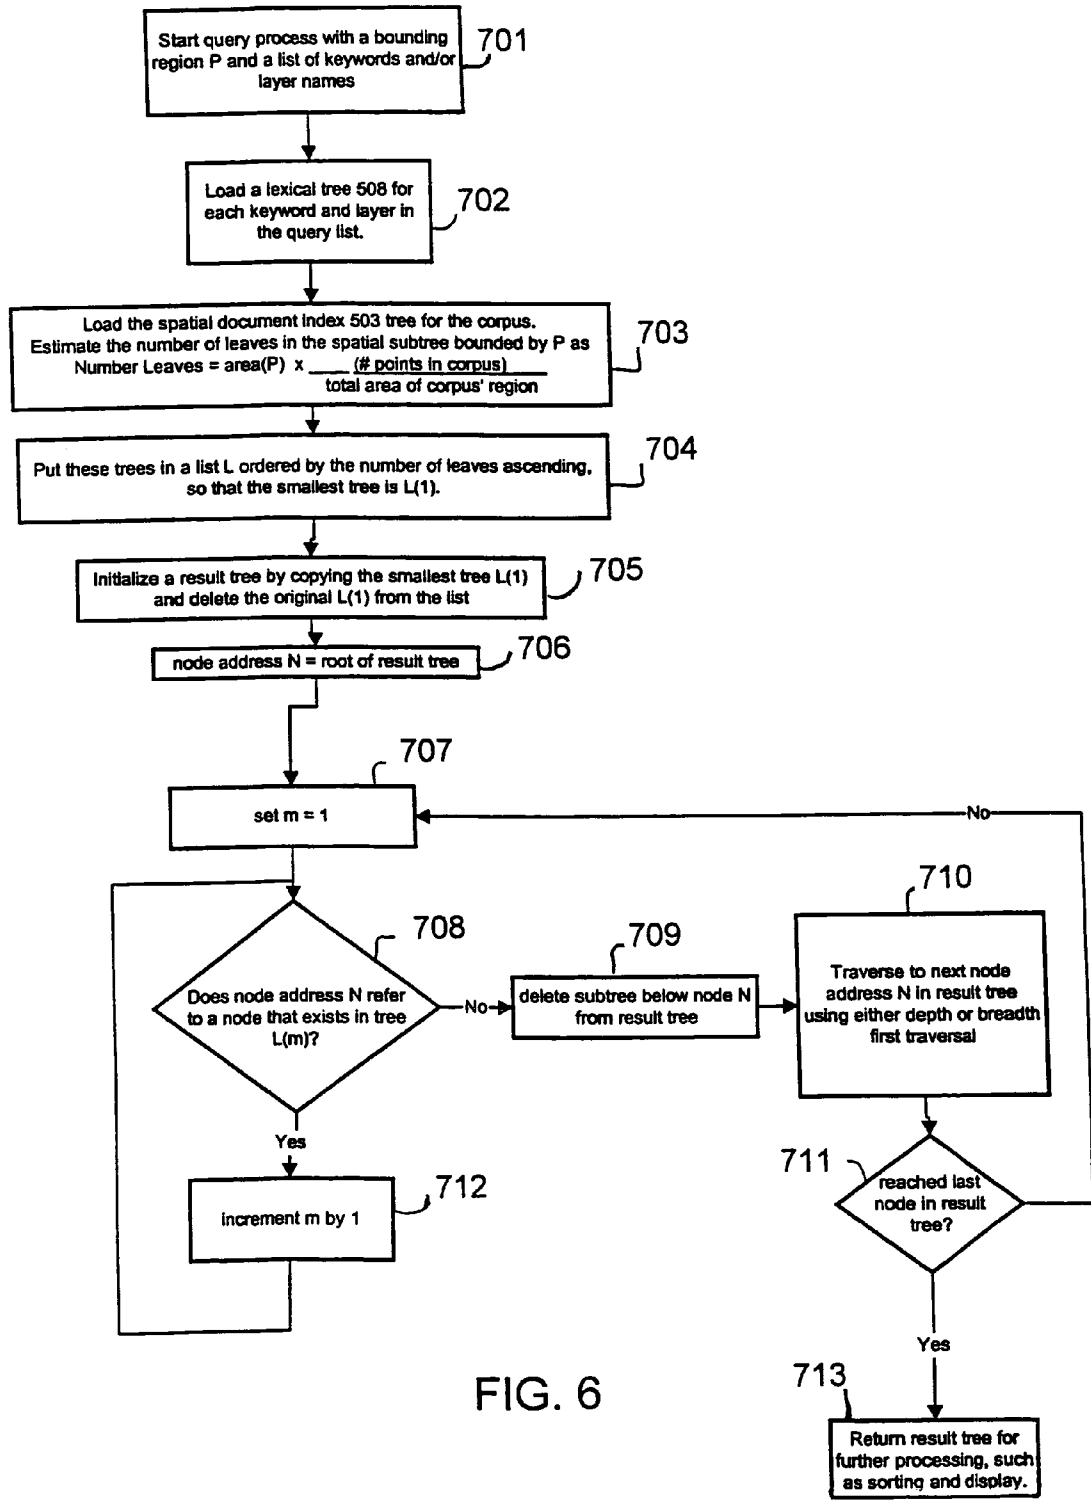 Start query process with a bounding
region P and a list of keywords and/or
layer names
701
Load a lexical tree 508 for
each keyword and layer in
the query list.
702
Load the spatial document index 503 tree for the corpus.
Estimate the number of leaves in the spatial subtree bounded by P as
Number Leaves = area(P) x ____ (# points in corpus)____
total area of corpus' region
703
Put these trees in a list L ordered by the number of leaves ascending,
so that the smallest tree is L(1).
704
Initialize a result tree by copying the smallest tree L(1)
and delete the original L(1) from the list
705
node address N = root of result tree
706
707
set m = 1
No
708
Does node address N refer
to a node that exists in tree
L(m)?
No
709
delete subtree below node N
from result tree
710
Traverse to next node
address N in result tree
using either depth or breadth
first traversal
Yes
712
increment m by 1
711
reached last
node in result
tree?
Yes
713
Return result tree for
further processing, such
as sorting and display.
FIG. 6